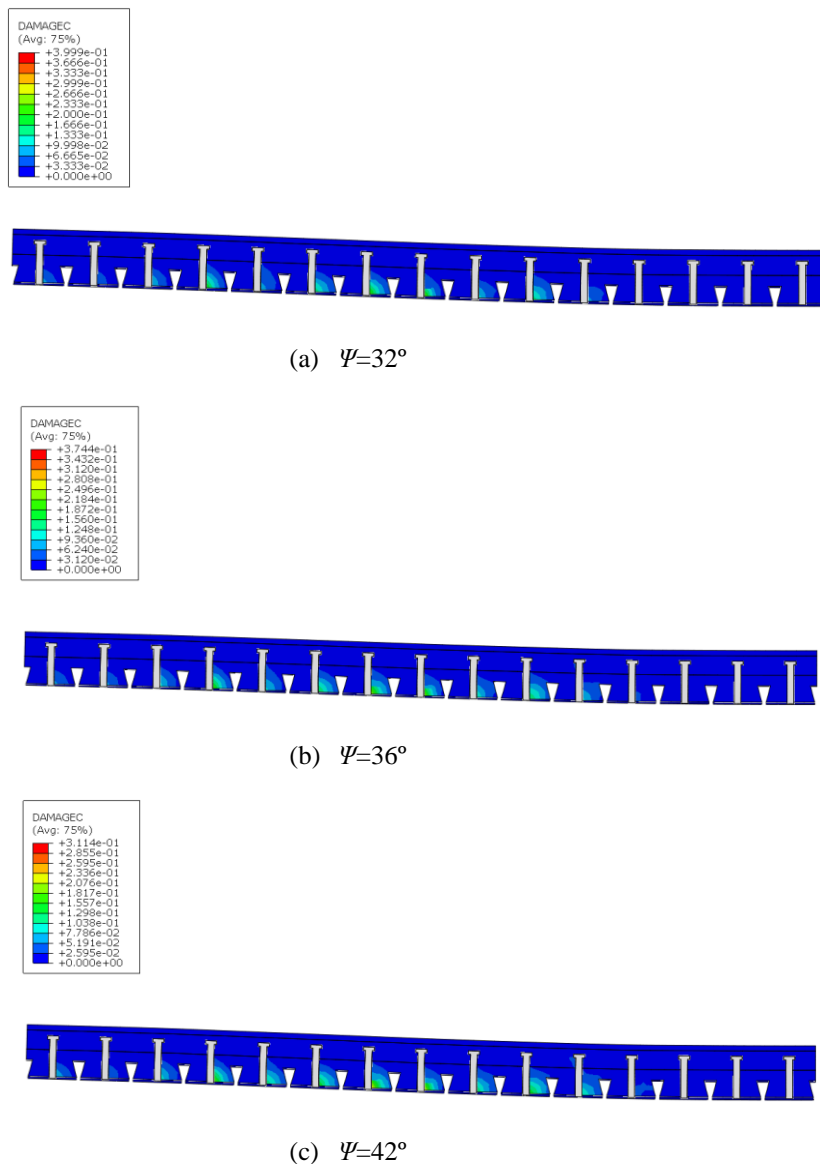 DAMAGEC
(Avg: 75%)
+3.999e-01
+3.666e-01
+3.333e-01
+2.999e-01
+2.666e-01
+2.333e-01
+2.000e-01
+1.666e-01
+1.333e-01
+9.998e-02
+6.665e-02
+3.333e-02
+0.000e+00
(a) Ψ=32º
DAMAGEC
(Avg: 75%)
+3.744e-01
+3.432e-01
+3.120e-01
+2.808e-01
+2.496e-01
+2.184e-01
+1.872e-01
+1.560e-01
+1.248e-01
+9.360e-02
+6.240e-02
+3.120e-02
+0.000e+00
(b) Ψ=36º
DAMAGEC
(Avg: 75%)
+3.114e-01
+2.855e-01
+2.595e-01
+2.336e-01
+2.076e-01
+1.817e-01
+1.557e-01
+1.298e-01
+1.038e-01
+7.786e-02
+5.191e-02
+2.595e-02
+0.000e+00
(c) Ψ=42º